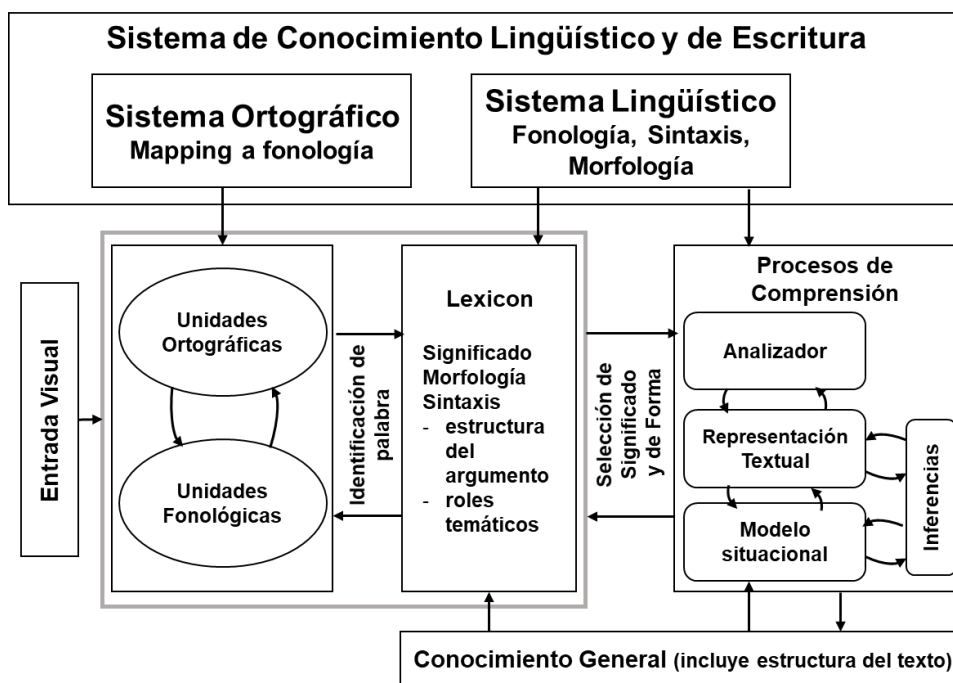 Sistema de Conocimiento Lingüístico y de Escritura
Sistema Ortográfico
Mapping a fonología
Sistema Lingüístico
Fonología, Sintaxis,
Morfología
Entrada Visual
Unidades
Ortográficas
Unidades
Fonológicas
Identificación de
palabra
Lexicon
Significado
Morfología
Sintaxis
- estructura
del
argumento
- roles
temáticos
Selección de
Significado
y de Forma
Procesos de
Comprensión
Analizador
Representación
Textual
Modelo
situacional
Inferencias
Conocimiento General (incluye estructura del texto)